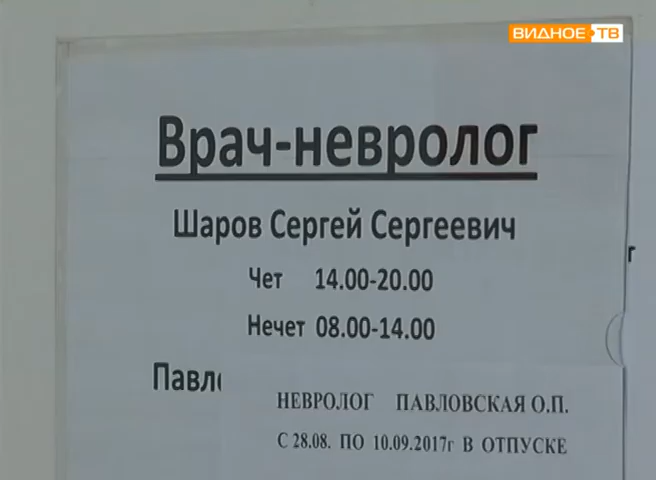 ВИДНОЕ ТВ
Врач-невролог
Шаров Сергей Сергеевич
Чет 14.00-20.00
Нечет 08.00-14.00
НЕВРОЛОГ ПАВЛОВСКАЯ О.П.
С 28.08. ПО 10.09.2017г В ОТПУСКЕ